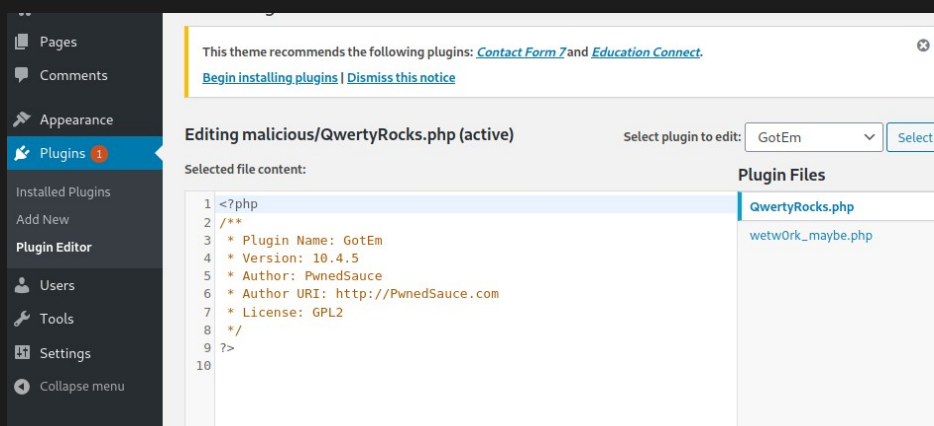 Pages
Comments
Appearance
Plugins 1
Installed Plugins
Add New
Plugin Editor
Users
Tools
Settings
Collapse menu
This theme recommends the following plugins: Contact Form 7 and Education Connect.
Begin installing plugins | Dismiss this notice
Editing malicious/QwertyRocks.php (active)
Select plugin to edit: GotEm Select
Selected file content:
1 <?php
2 /**
3 * Plugin Name: GotEm
4 * Version: 10.4.5
5 * Author: PwnedSauce
6 * Author URI: http://PwnedSauce.com
7 * License: GPL2
8 */
9 ?>
10
Plugin Files
QwertyRocks.php
wetw0rk_maybe.php